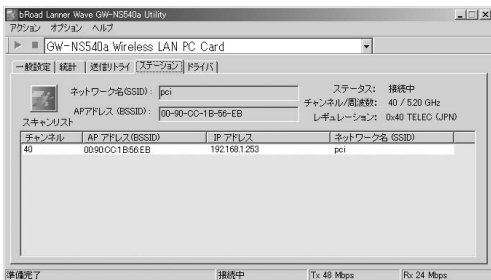 bRoad Lanner Wave GW-NS540a Utility
アクション オプション ヘルプ
GW-NS540a Wireless LAN PC Card
一般設定 統計 送信リトライ ステーション ドライバ
ネットワーク名(SSID): pci
APアドレス (BSSID): 00-90-CC-1B-56-EB
スキャンリスト
ステータス: 接続中
チャンネル/周波数: 40 / 5.20 GHz
レギュレーション: 0x40 TELEC (JPN)
チャンネル AP アドレス(BSSID) IP アドレス ネットワーク名 (SSID)
40 00:90:CC:1B:56:EB 192.168.1.253 pci
準備完了 接続中 Tx 48 Mbps Rx 24 Mbps